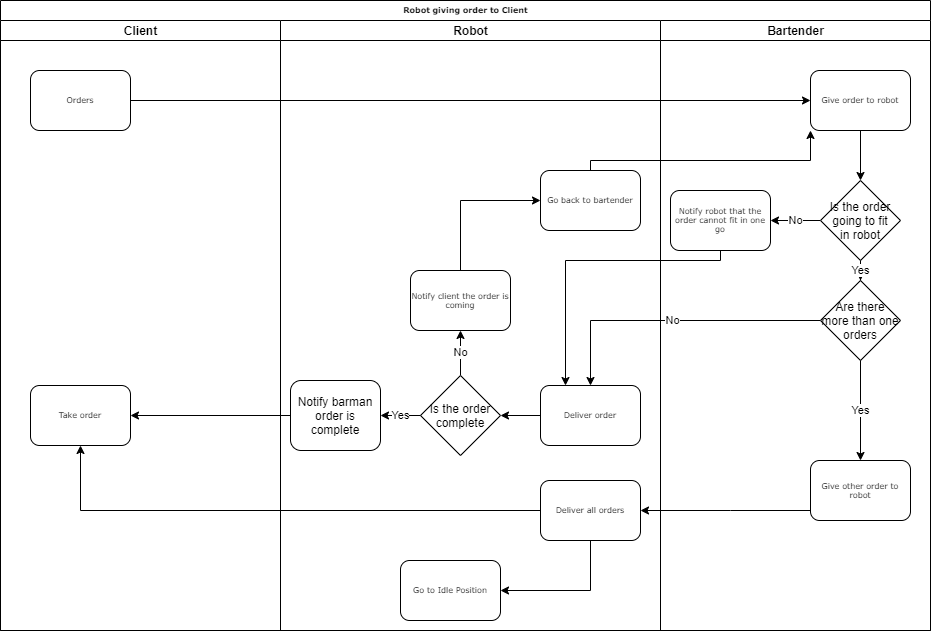 Robot giving order to Client
Client
Robot
Bartender
Orders
Give order to robot
Go back to bertender
Notify robot that the
order cannot fit in one
go
No
Is the order
going to fit
in robot
Yes
Notify client the order is
coming
Are there
more than one
orders
No
No
Notify barman
order is
complete
Yes
Is the order
complete
Take order
Deliver order
Yes
Give other order to
robot
Deliver all orders
Go to Idle Position